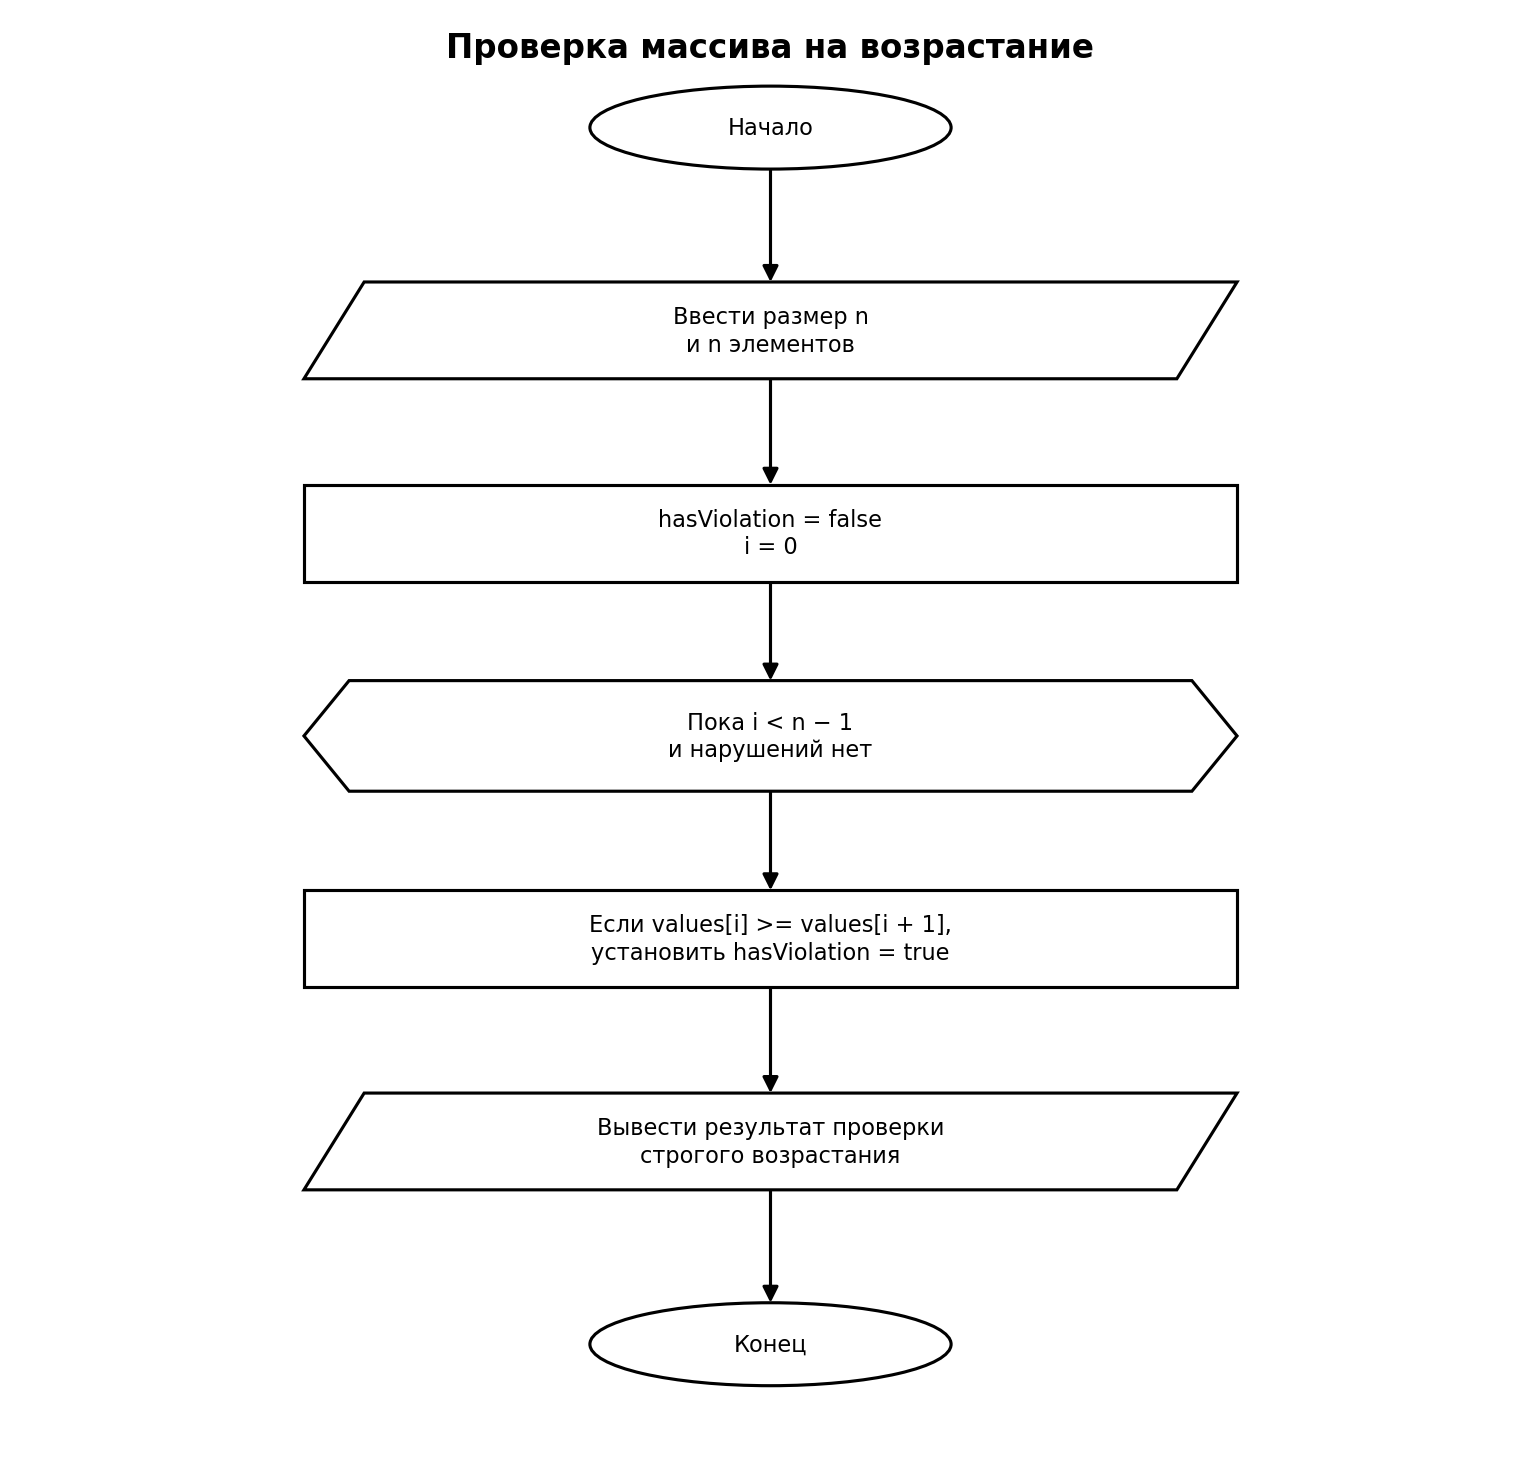 Проверка массива на возрастание
Начало
Ввести размер n
и n элементов
hasViolation = false
i = 0
Пока i < n − 1
и нарушений нет
Если values[i] >= values[i + 1],
установить hasViolation = true
Вывести результат проверки
строгого возрастания
Конец